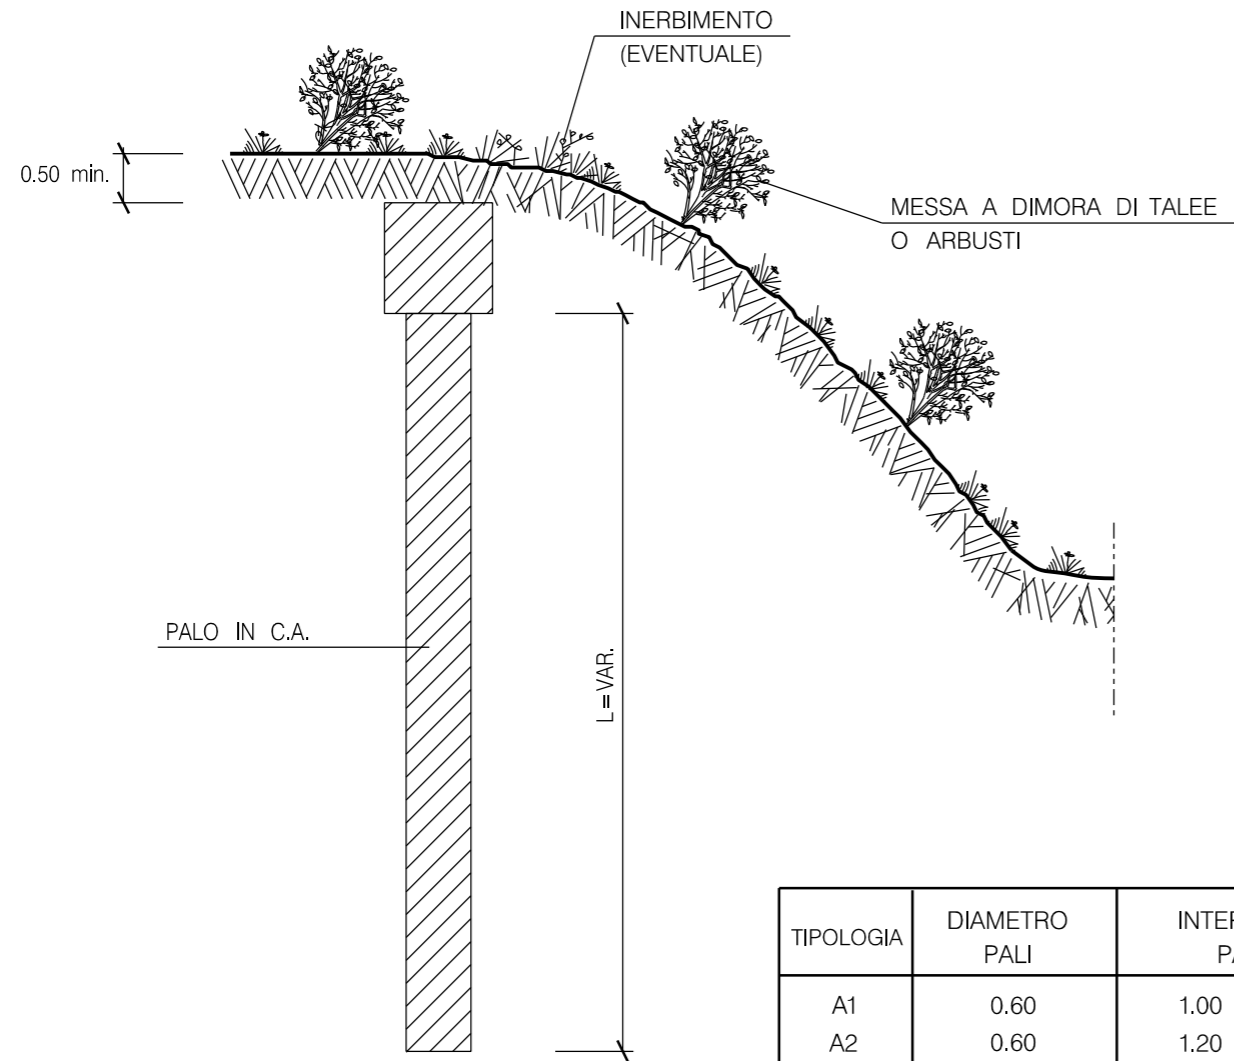 INERBIMENTO
(EVENTUALE)
0.50 min.
MESSA A DIMORA DI TALEE
O ARBUSTI
PALO IN C.A.
L=VAR.
TIPOLOGIA
DIAMETRO
PALI
A1 0.60 1.00
A2 0.60 1.20